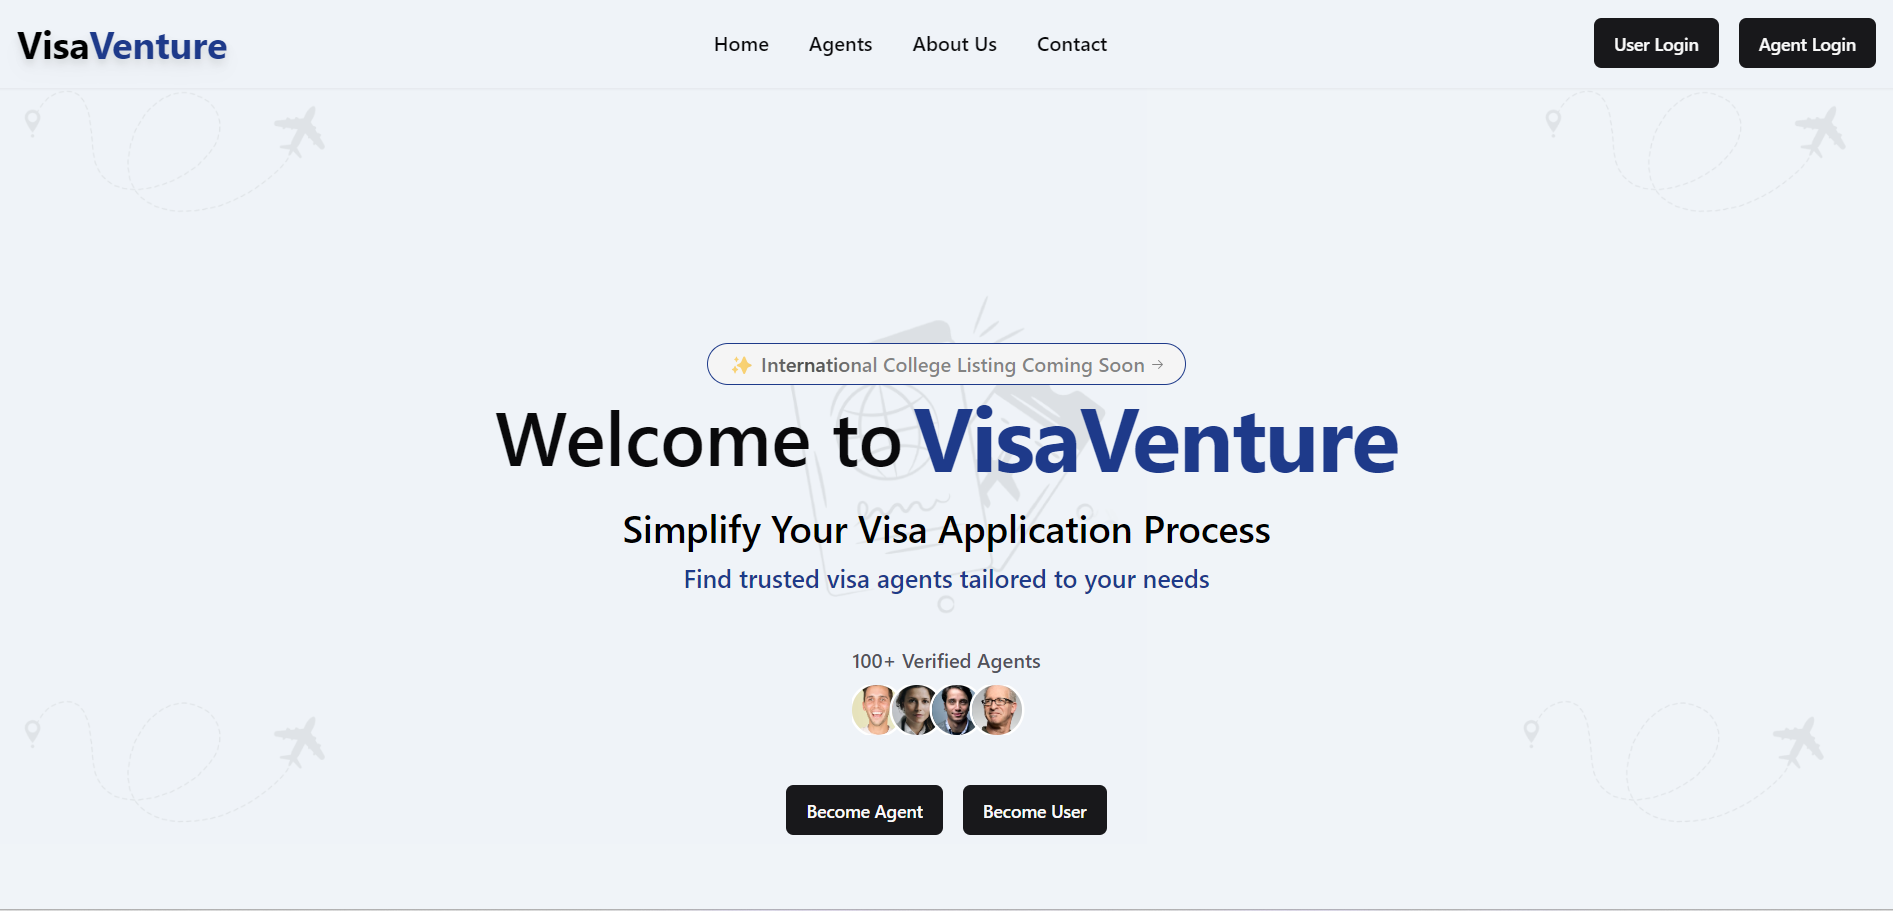 VisaVenture
Home Agents About Us Contact
User Login Agent Login
✨ International College Listing Coming Soon →
Welcome to VisaVenture
Simplify Your Visa Application Process
Find trusted visa agents tailored to your needs
100+ Verified Agents
Become Agent Become User